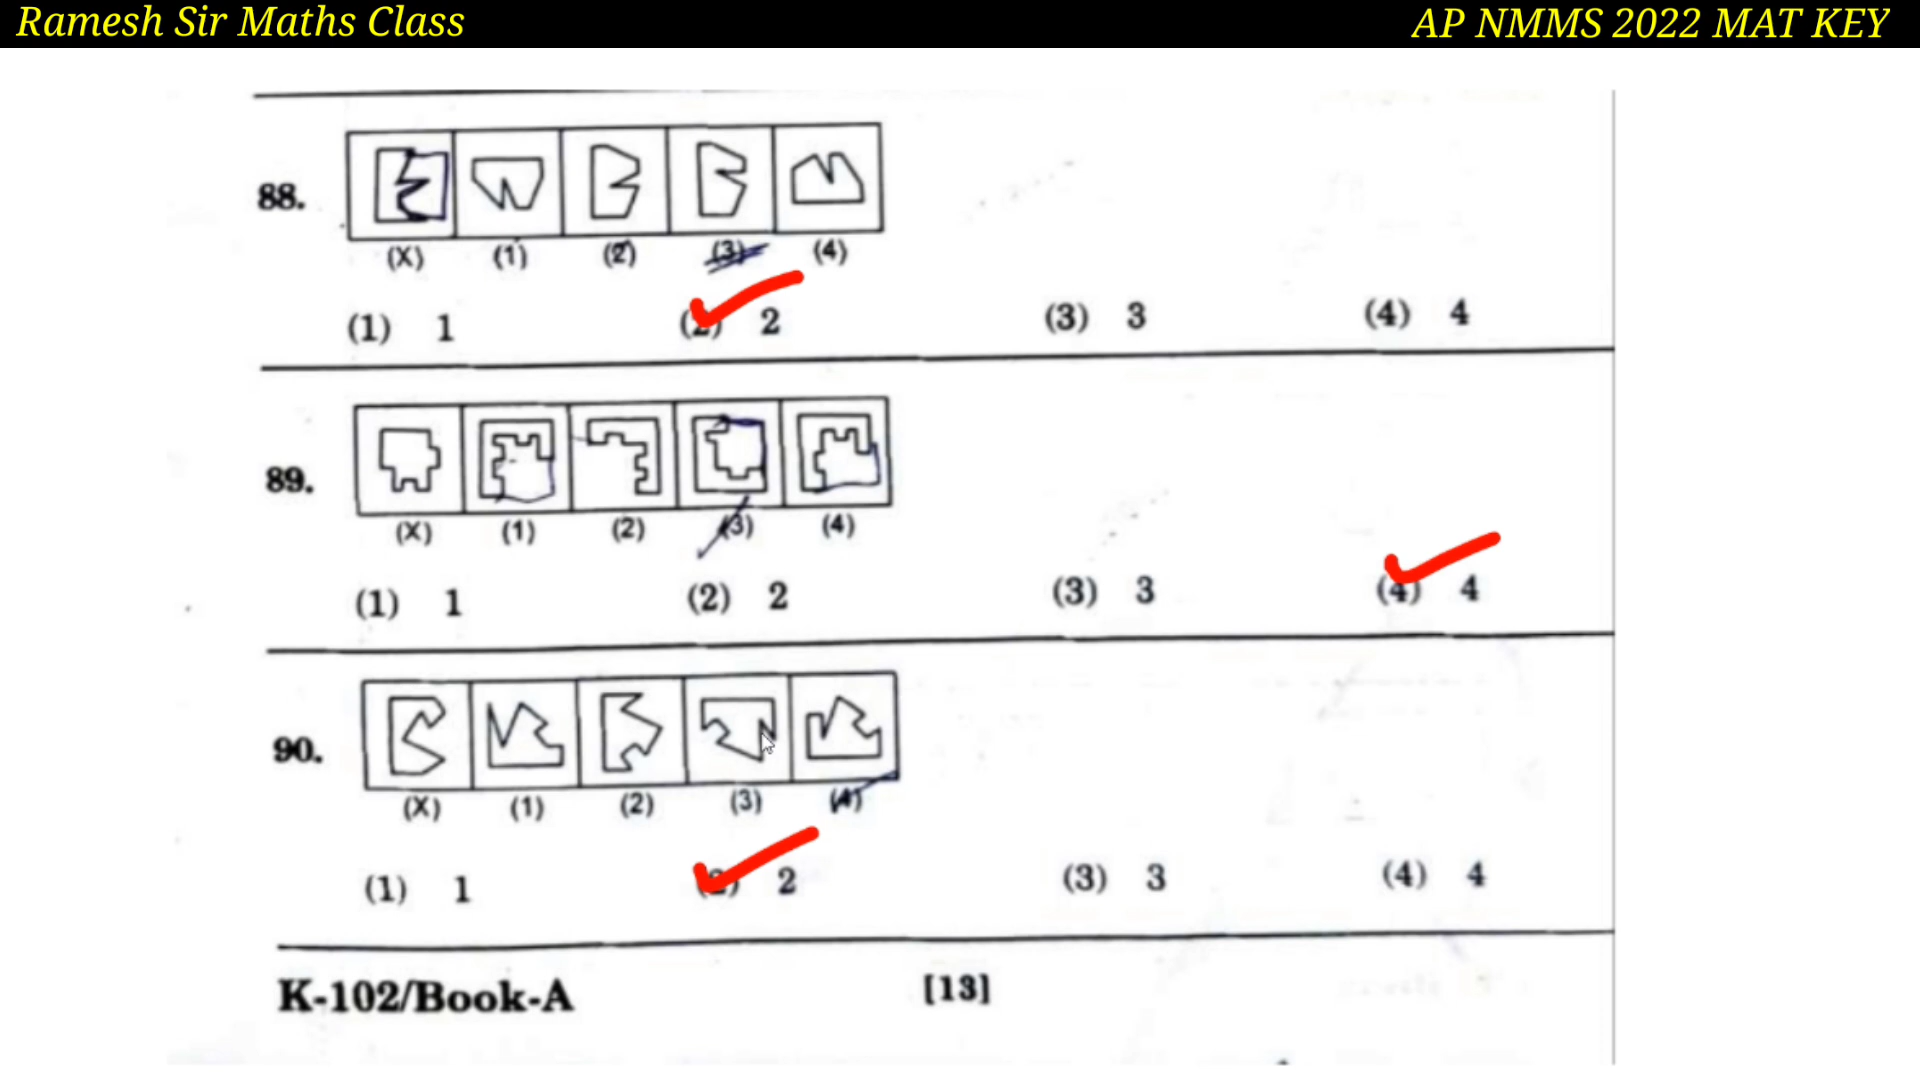 Ramesh Sir Maths Class
AP NMMS 2022 MAT KEY
88.
(X) (1) (2) (3) (4)
(1) 1 (2) 2 (3) 3 (4) 4
89.
(X) (1) (2) (3) (4)
(1) 1 (2) 2 (3) 3 (4) 4
90.
(X) (1) (2) (3) (4)
(1) 1 (2) 2 (3) 3 (4) 4
K-102/Book-A [13]